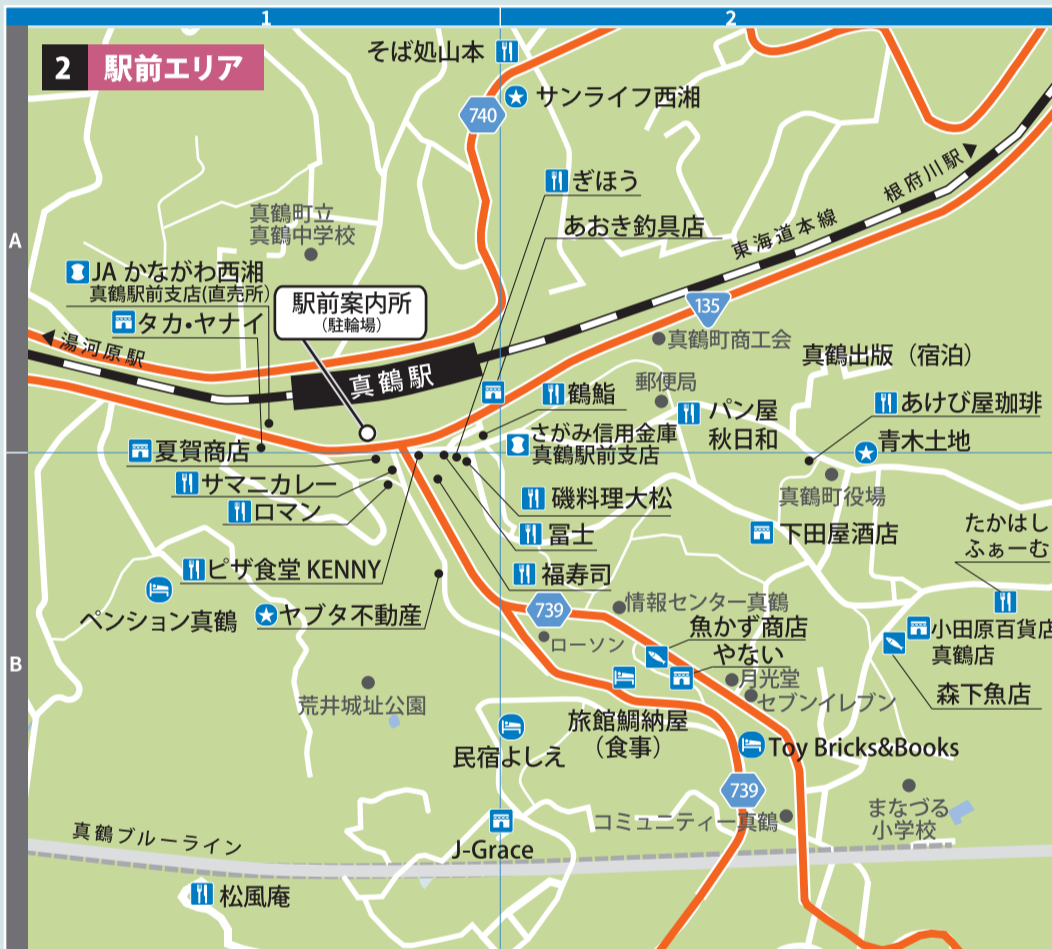 1
2
2 駅前エリア
そば処山本
740
サンライフ西湘
ぎほう
根府川駅
真鶴町立
真鶴中学校
あおき釣具店
東海道本線
A
JA かながわ西湘
真鶴駅前支店(直売所)
駅前案内所
(駐輪場)
135
タカ・ヤナイ
真鶴町商工会
湯河原駅
真鶴出版（宿泊）
真鶴駅
郵便局
鶴鮨
あけび屋珈琲
パン屋
秋日和
さがみ信用金庫
真鶴駅前支店
青木土地
夏賀商店
サマニカレー
磯料理大松
真鶴町役場
ロマン
冨士
下田屋酒店
たかはし
ふぁーむ
ピザ食堂 KENNY
福寿司
ペンション真鶴
ヤブタ不動産
739
情報センター真鶴
魚かず商店
小田原百貨店
真鶴店
ローソン
やない
B
月光堂
森下魚店
セブンイレブン
荒井城址公園
旅館鯛納屋
（食事）
民宿よしえ
Toy Bricks&Books
739
コミュニティー真鶴
まなづる
小学校
真鶴ブルーライン
J-Grace
松風庵